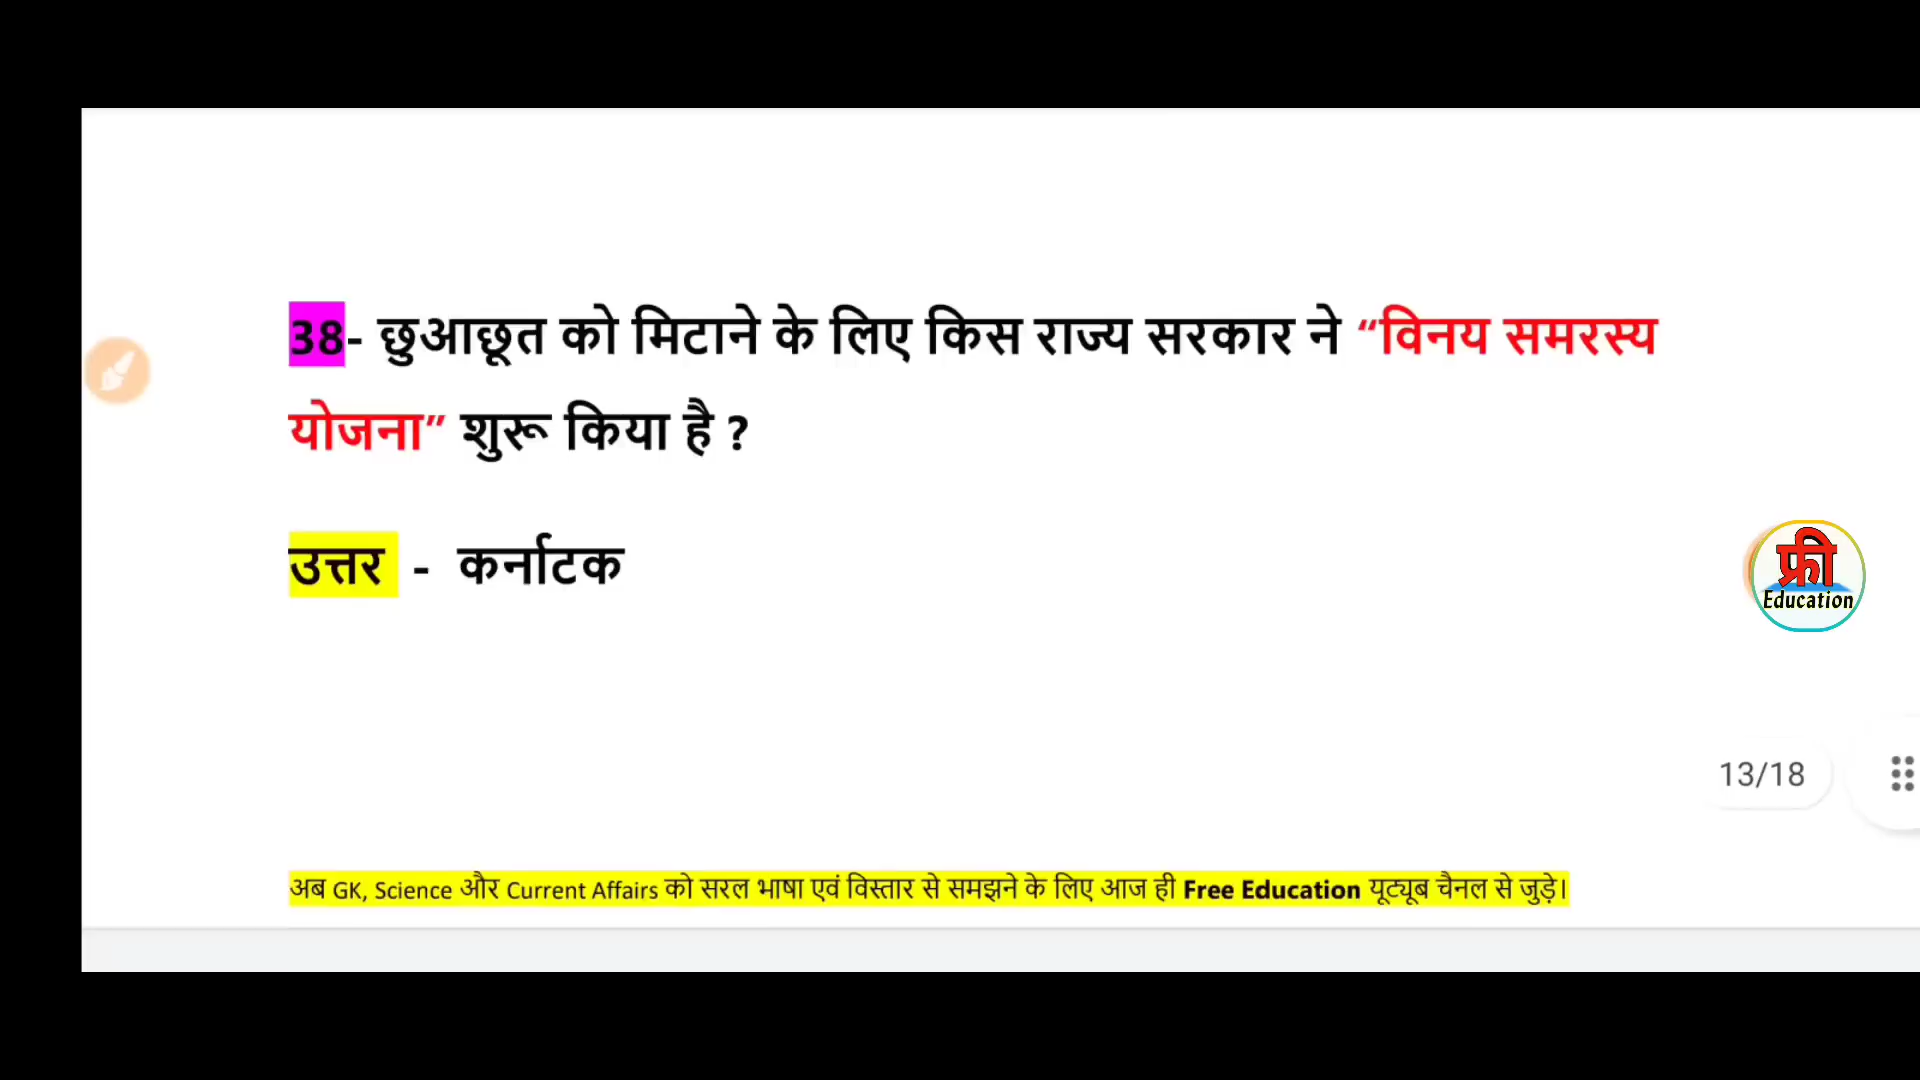 38- छुआछूत को मिटाने के लिए किस राज्य सरकार ने “विनय समरस्य
योजना” शुरू किया है ?
उत्तर - कर्नाटक
फ्री
Education
13/18
अब GK, Science और Current Affairs को सरल भाषा एवं विस्तार से समझने के लिए आज ही Free Education यूट्यूब चैनल से जुड़े।